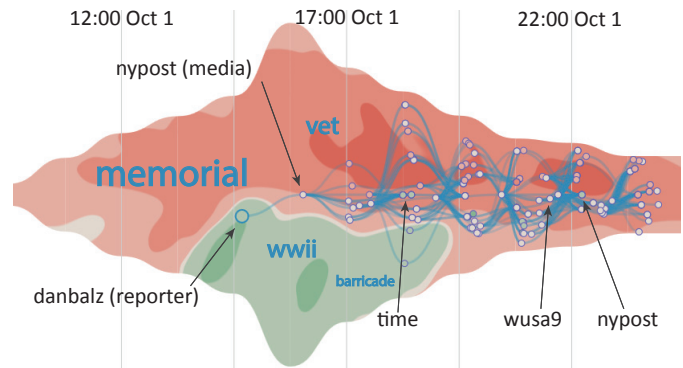 12:00 Oct 1
17:00 Oct 1
22:00 Oct 1
nypost (media)
vet
memorial
wwii
barricade
danbalz (reporter)
time
wusa9
nypost